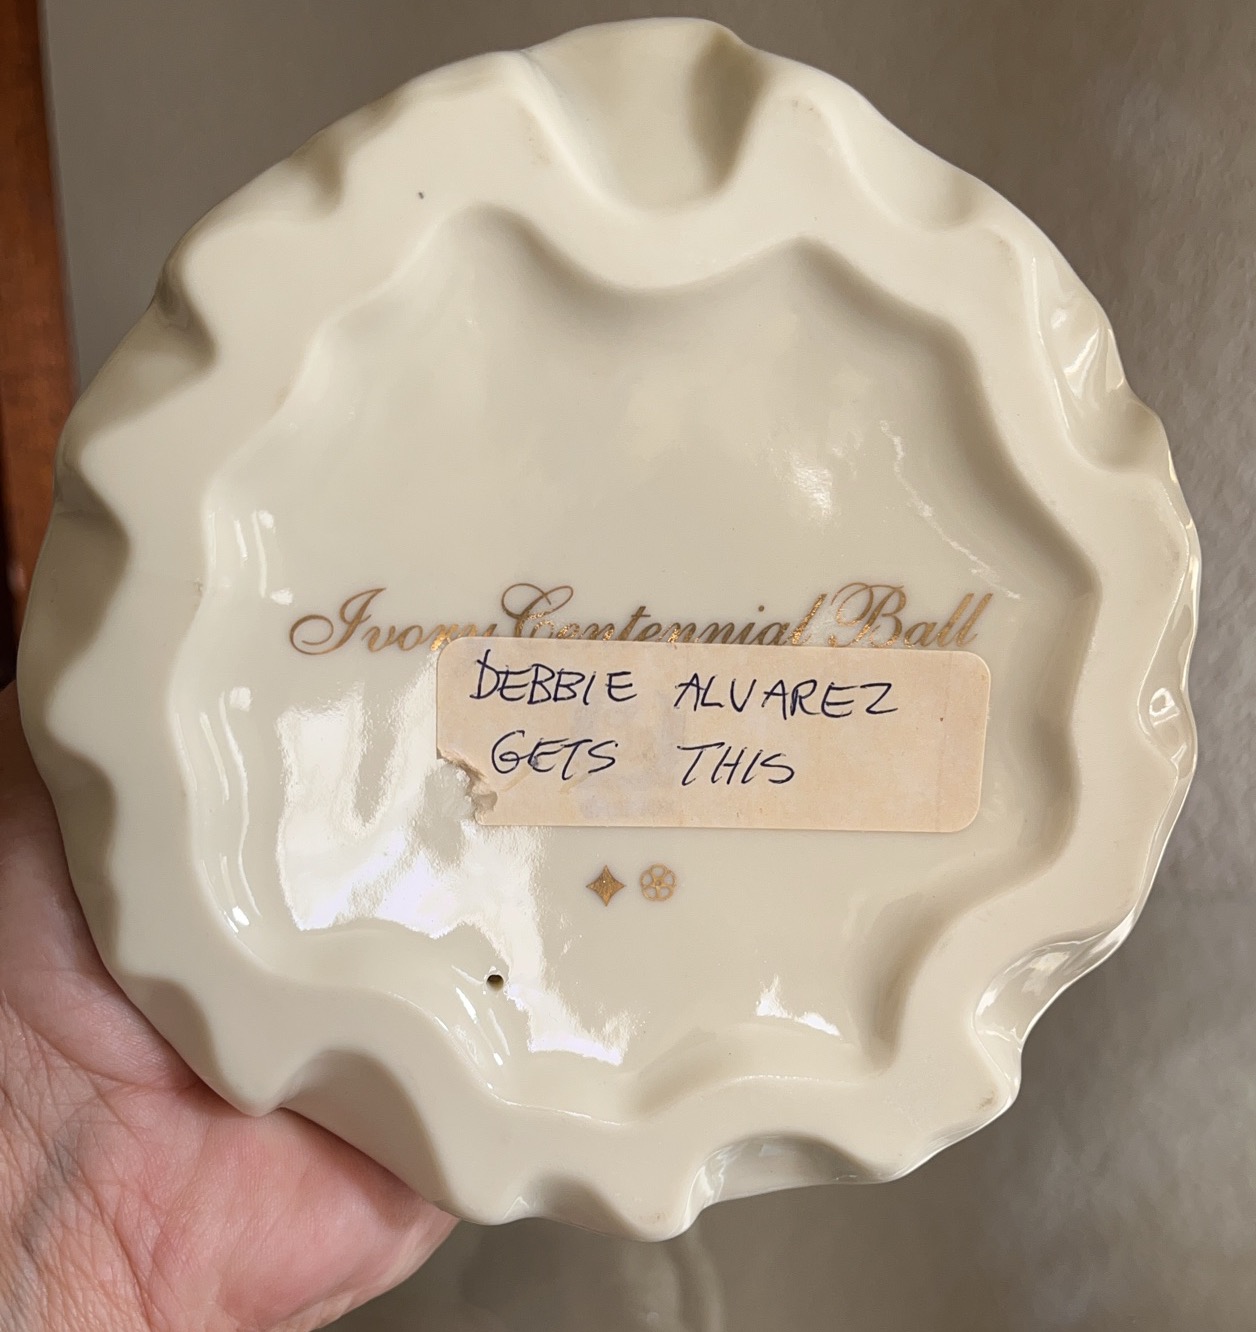 Ivory Centennial Ball
DEBBIE ALVAREZ
GETS THIS